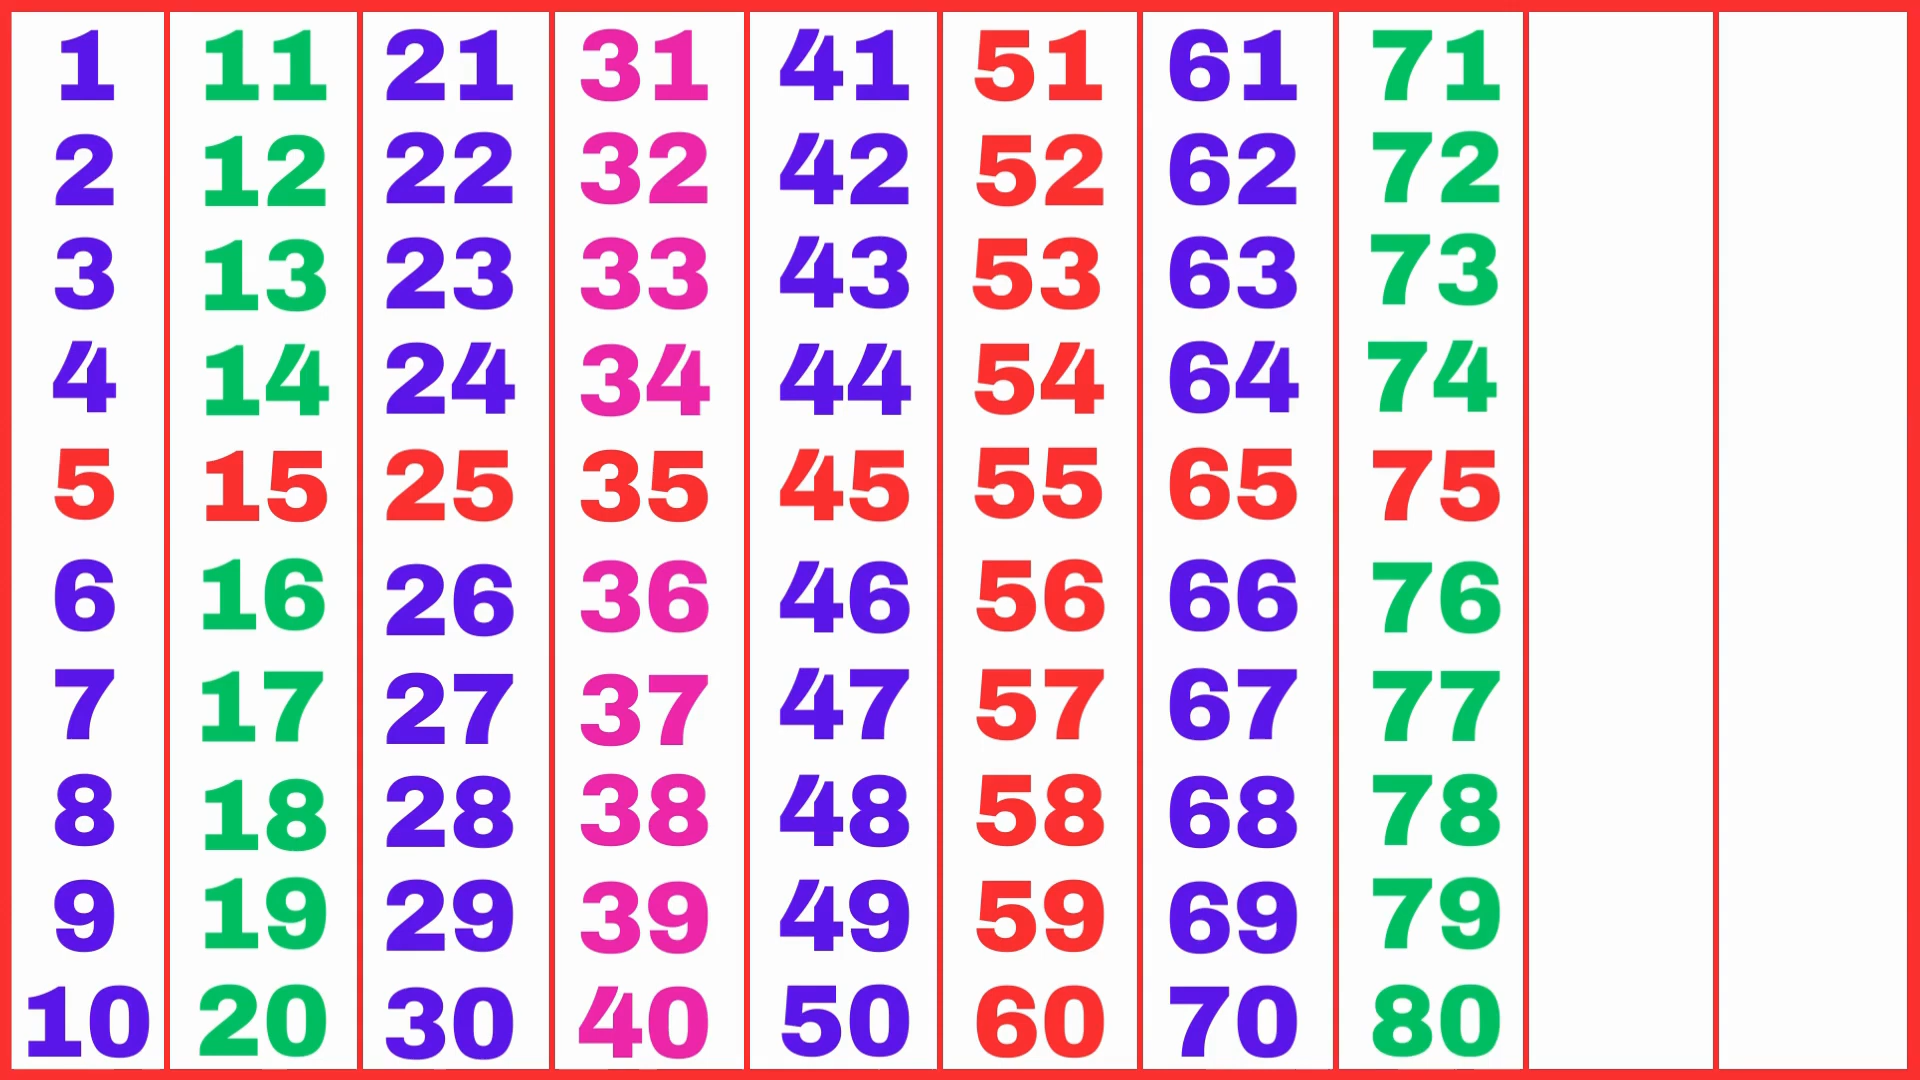 1 11 21 31 41 51 61 71
2 12 22 32 42 52 62 72
3 13 23 33 43 53 63 73
4 14 24 34 44 54 64 74
5 15 25 35 45 55 65 75
6 16 26 36 46 56 66 76
7 17 27 37 47 57 67 77
8 18 28 38 48 58 68 78
9 19 29 39 49 59 69 79
10 20 30 40 50 60 70 80